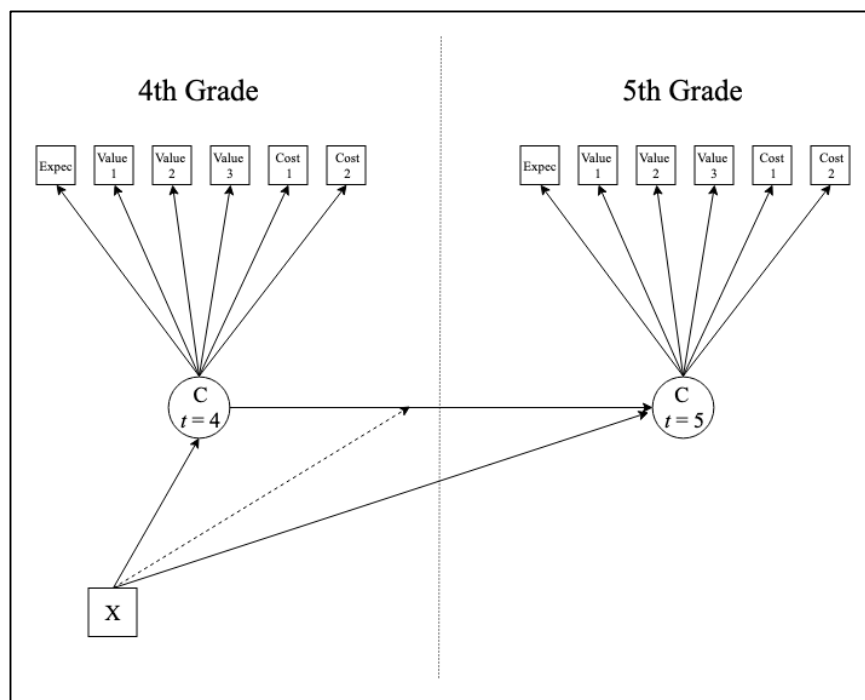 4th Grade
5th Grade
Expec
Value
1
Value
2
Value
3
Cost
1
Cost
2
Expec
Value
1
Value
2
Value
3
Cost
1
Cost
2
C
t = 4
C
t = 5
X